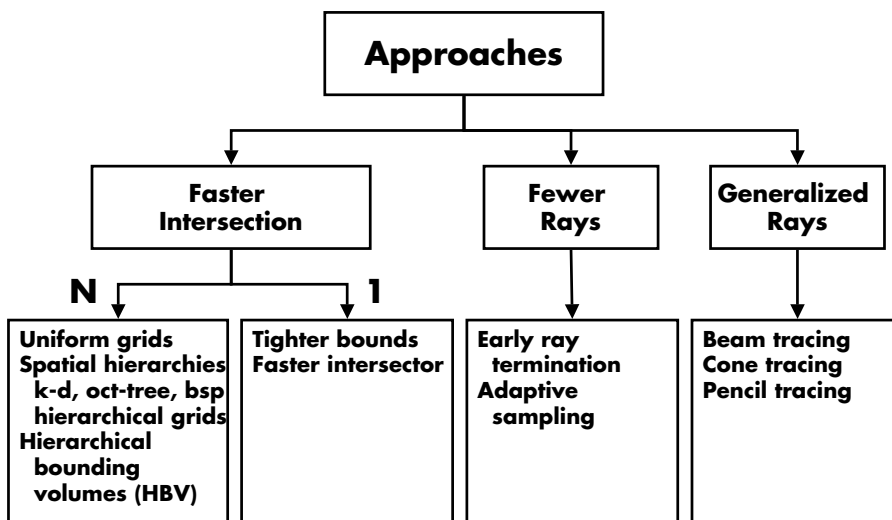 Approaches
Faster
Intersection
Fewer
Rays
Generalized
Rays
N
1
Uniform grids
Spatial hierarchies
k-d, oct-tree, bsp
hierarchical grids
Hierarchical
bounding
volumes (HBV)
Tighter bounds
Faster intersector
Early ray
termination
Adaptive
sampling
Beam tracing
Cone tracing
Pencil tracing